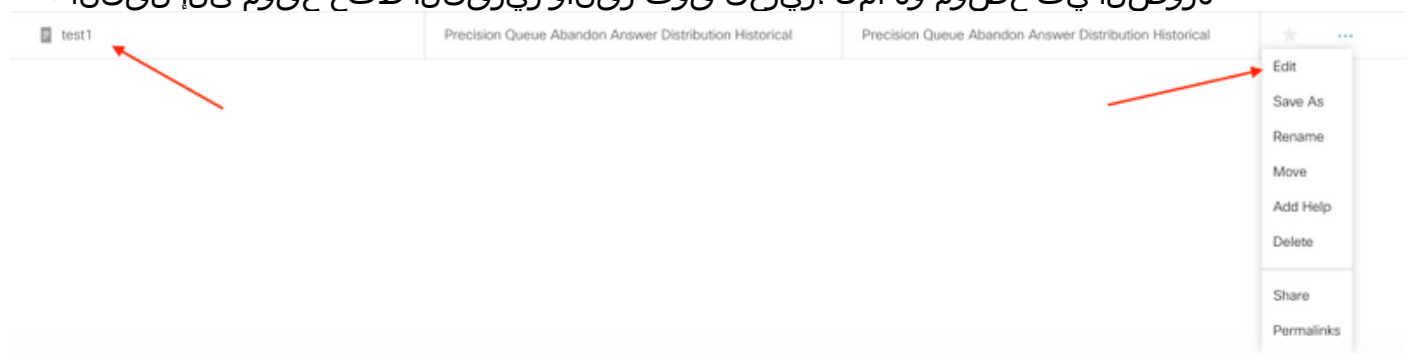 test1 Precision Queue Abandon Answer Distribution Historical Precision Queue Abandon Answer Distribution Historical ...
Edit
Save As
Rename
Move
Add Help
Delete
Share
Permalinks